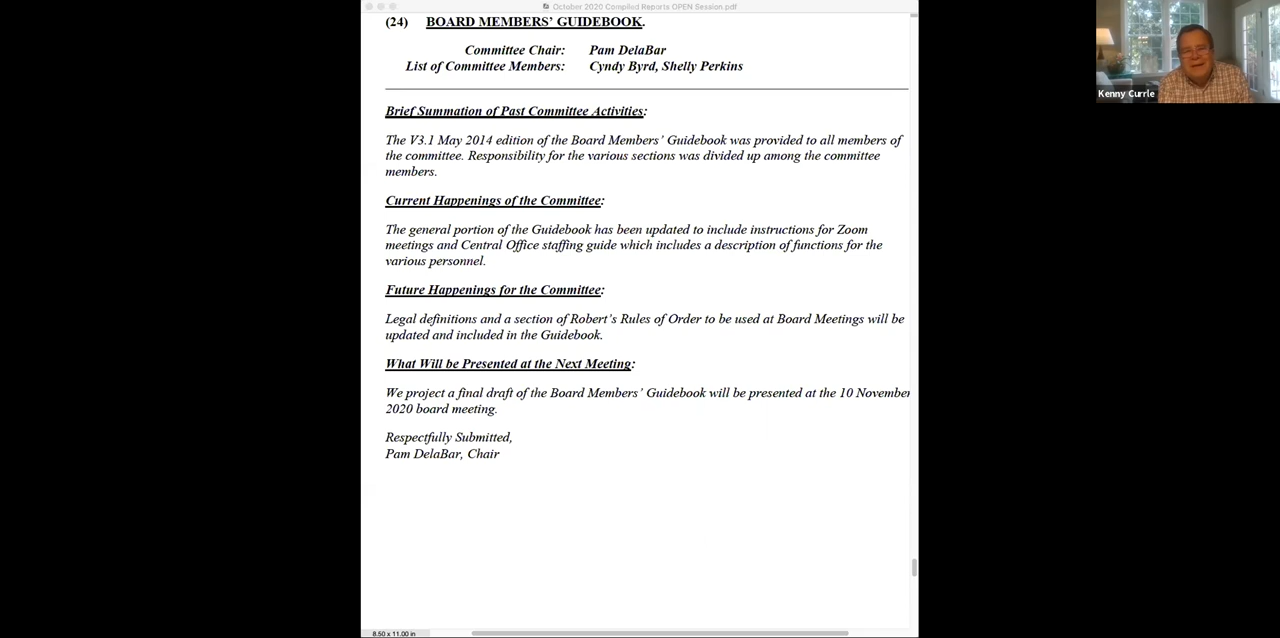 October 2020 Compiled Reports OPEN Session.pdf
(24) BOARD MEMBERS' GUIDEBOOK.
Committee Chair: Pam DelaBar
List of Committee Members: Cyndy Byrd, Shelly Perkins
Brief Summation of Past Committee Activities:
The V3.1 May 2014 edition of the Board Members' Guidebook was provided to all members of
the committee. Responsibility for the various sections was divided up among the committee
members.
Current Happenings of the Committee:
The general portion of the Guidebook has been updated to include instructions for Zoom
meetings and Central Office staffing guide which includes a description of functions for the
various personnel.
Future Happenings for the Committee:
Legal definitions and a section of Robert's Rules of Order to be used at Board Meetings will be
updated and included in the Guidebook.
What Will be Presented at the Next Meeting:
We project a final draft of the Board Members' Guidebook will be presented at the 10 November
2020 board meeting.
Respectfully Submitted,
Pam DelaBar, Chair
8.50 x 11.00 in
Kenny Currle